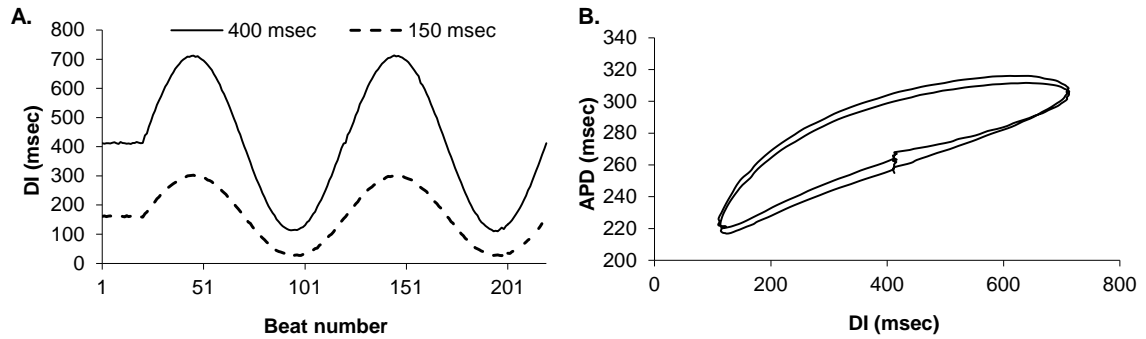 A.
400 msec 150 msec
800
700
600
500
400
300
200
100
0
DI (msec)
1 51 101 151 201
Beat number
B.
340
320
300
280
260
240
220
200
APD (msec)
0 200 400 600 800
DI (msec)